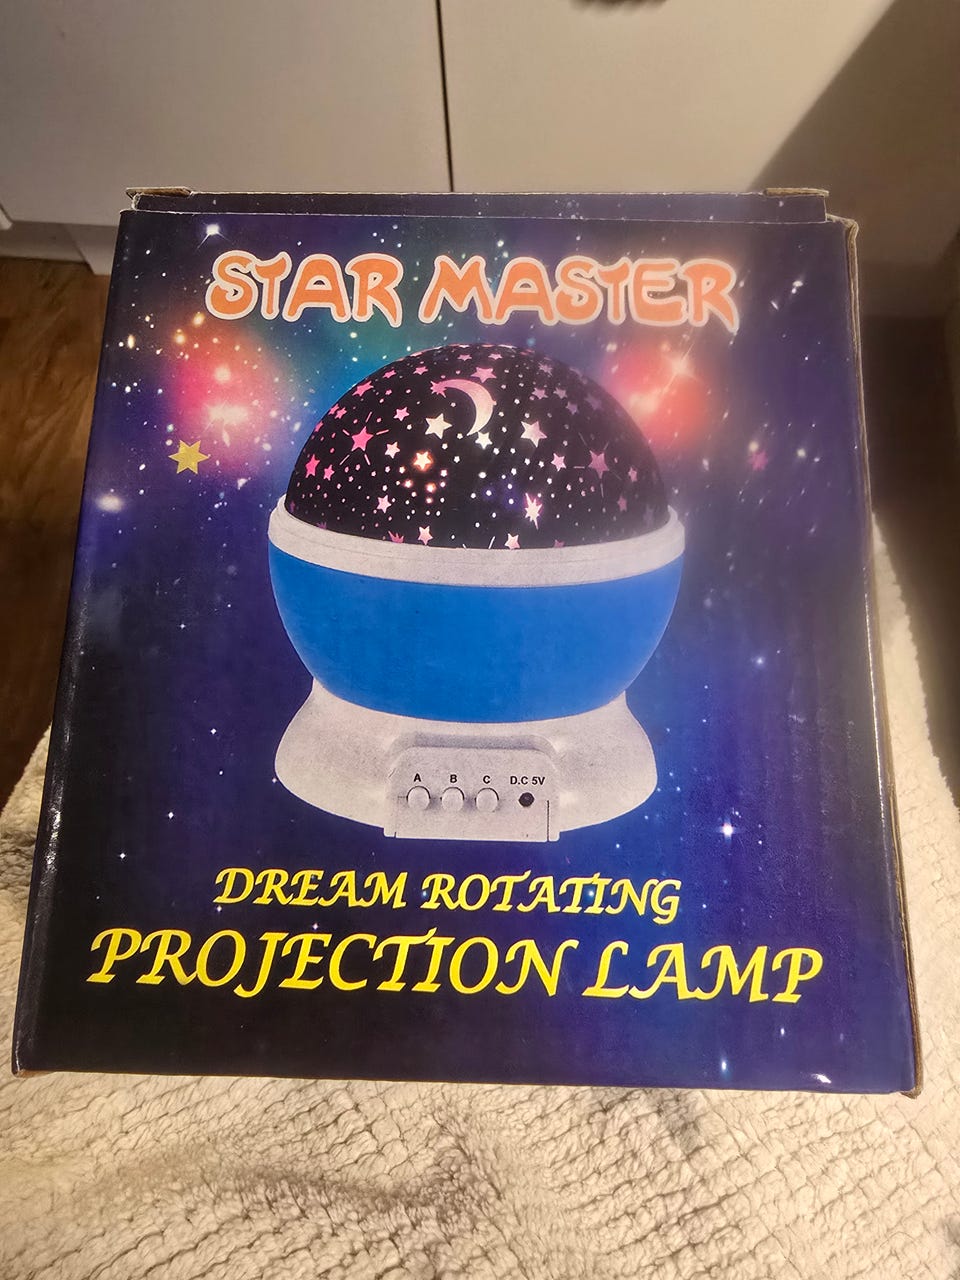 STAR MASTER
A B C D.C 5V
DREAM ROTATING
PROJECTION LAMP